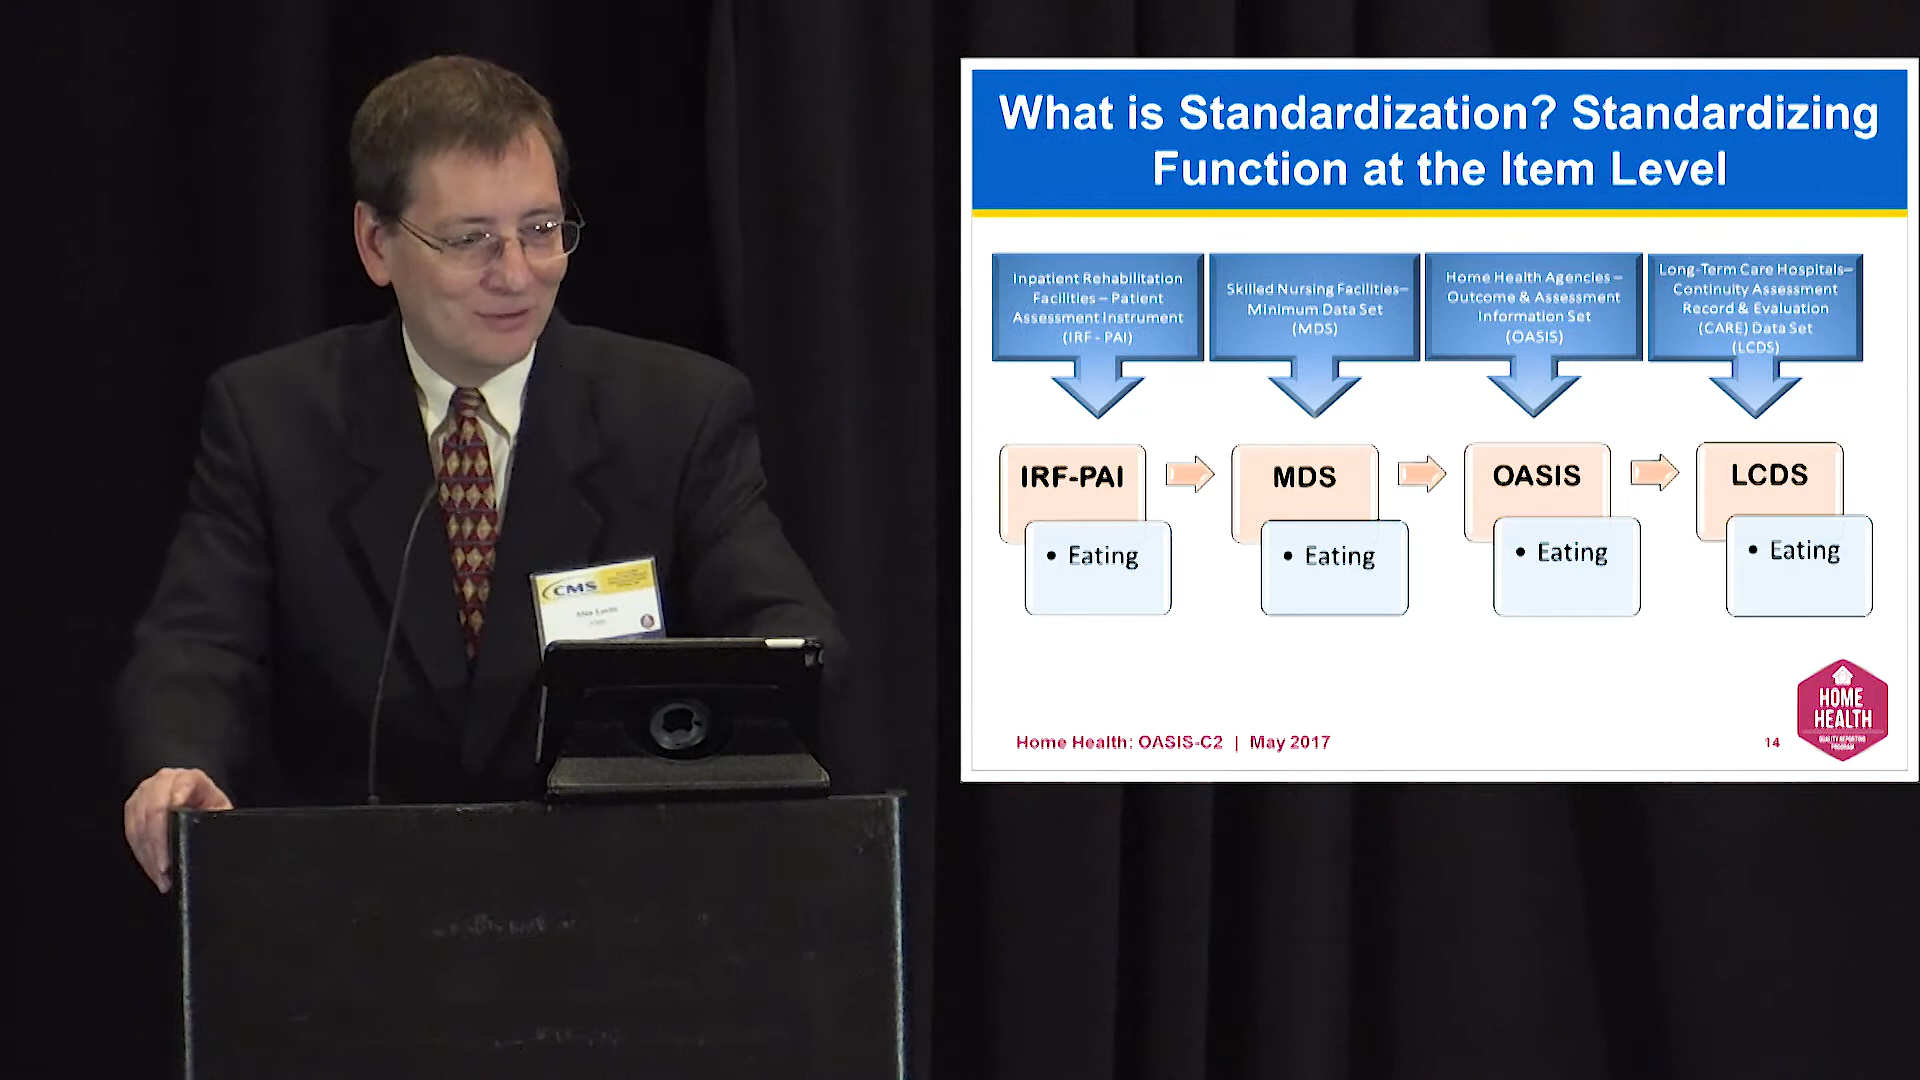 What is Standardization? Standardizing
Function at the Item Level
Inpatient Rehabilitation
Facilities – Patient
Assessment Instrument
(IRF - PAI)
Skilled Nursing Facilities–
Minimum Data Set
(MDS)
Home Health Agencies –
Outcome & Assessment
Information Set
(OASIS)
Long-Term Care Hospitals–
Continuity Assessment
Record & Evaluation
(CARE) Data Set
(LCDS)
IRF-PAI
MDS
OASIS
LCDS
• Eating
• Eating
• Eating
• Eating
CMS
Home Health: OASIS-C2 | May 2017
14
HOME
HEALTH
QUALITY REPORTING
PROGRAM